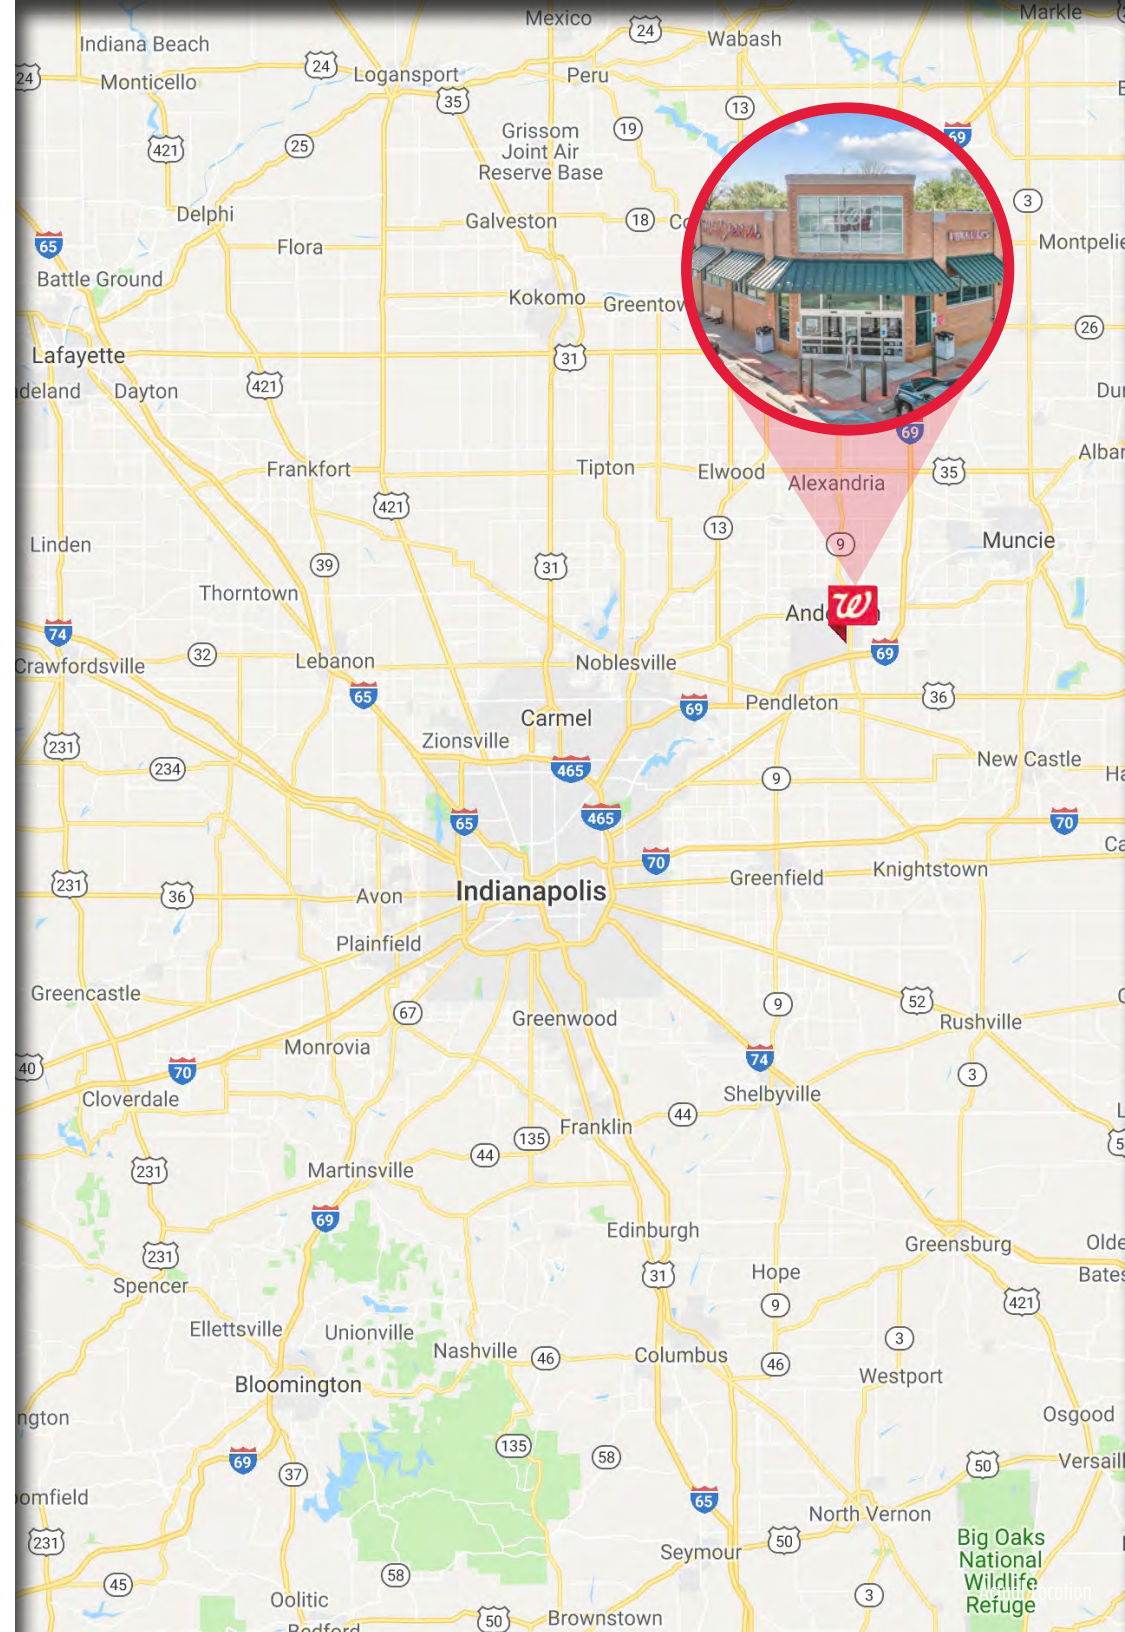 Mexico
24
Markle
Indiana Beach
Wabash
24
24
Monticello
Logansport
Peru
35
13
Grissom
Joint Air
Reserve Base
19
69
421
25
3
Delphi
Galveston
18
65
Flora
Battle Ground
Kokomo
26
Lafayette
31
421
Dayton
69
Frankfort
Tipton
Elwood
Alexandria
35
421
13
9
Muncie
Linden
39
31
Thorntown
W
74
32
Crawfordsville
Lebanon
Noblesville
69
65
69
Pendleton
36
Carmel
231
Zionsville
465
New Castle
234
9
65
465
70
70
231
36
Avon
Indianapolis
Greenfield
Knightstown
Plainfield
Greencastle
67
Greenwood
9
52
Rushville
40
Monrovia
74
70
3
Cloverdale
Shelbyville
Franklin
44
135
44
231
Martinsville
69
Edinburgh
Greensburg
231
Spencer
31
Hope
9
421
Ellettsville
Unionville
Nashville
46
Columbus
46
3
Westport
Bloomington
Osgood
135
58
50
69
37
65
North Vernon
231
Seymour
50
Big Oaks
National
Wildlife
Refuge
45
58
3
Oolitic
50
Brownstown
Bedford